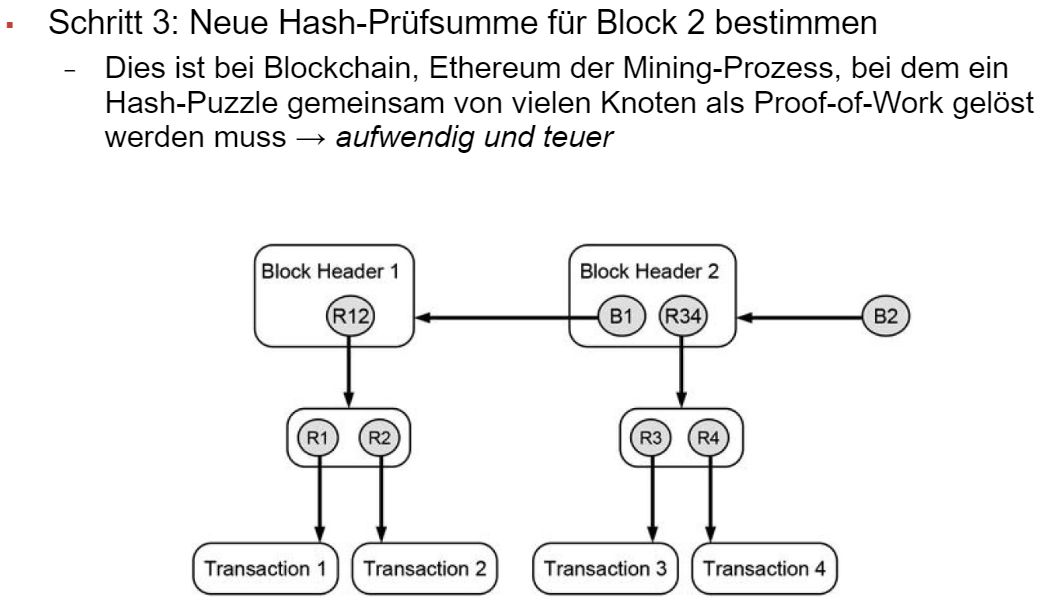 ▪ Schritt 3: Neue Hash-Prüfsumme für Block 2 bestimmen
– Dies ist bei Blockchain, Ethereum der Mining-Prozess, bei dem ein
Hash-Puzzle gemeinsam von vielen Knoten als Proof-of-Work gelöst
werden muss → aufwendig und teuer
Block Header 1
Block Header 2
R12
B1
R34
B2
R1
R2
R3
R4
Transaction 1
Transaction 2
Transaction 3
Transaction 4